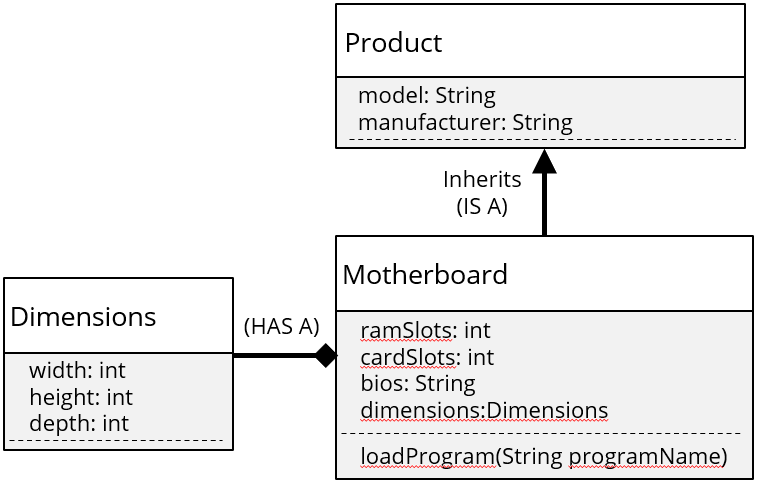 Product
model: String
manufacturer: String
Inherits
(IS A)
Motherboard
ramSlots: int
cardSlots: int
bios: String
dimensions:Dimensions
loadProgram(String programName)
(HAS A)
Dimensions
width: int
height: int
depth: int